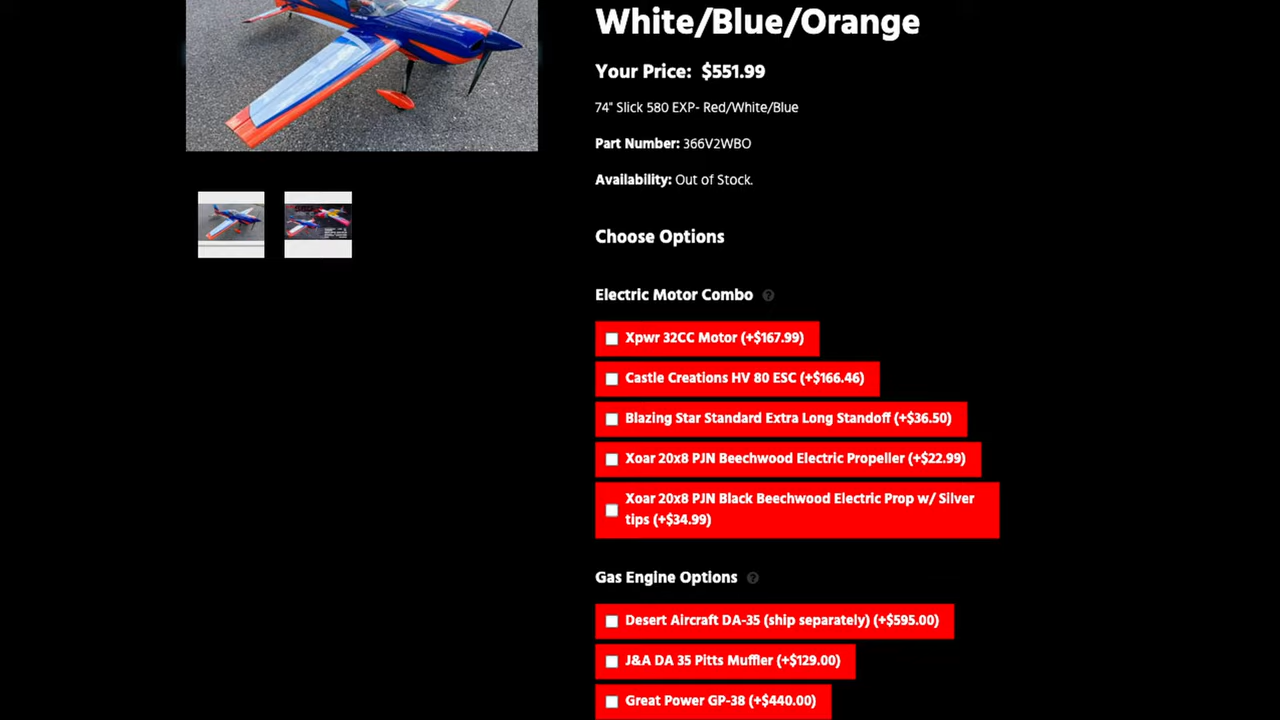 White/Blue/Orange
Your Price: $551.99
74" Slick 580 EXP- Red/White/Blue
Part Number: 366V2WBO
Availability: Out of Stock.
Choose Options
Electric Motor Combo ?
Xpwr 32CC Motor (+$167.99)
Castle Creations HV 80 ESC (+$166.46)
Blazing Star Standard Extra Long Standoff (+$36.50)
Xoar 20x8 PJN Beechwood Electric Propeller (+$22.99)
Xoar 20x8 PJN Black Beechwood Electric Prop w/ Silver
tips (+$34.99)
Gas Engine Options ?
Desert Aircraft DA-35 (ship separately) (+$595.00)
J&A DA 35 Pitts Muffler (+$129.00)
Great Power GP-38 (+$440.00)